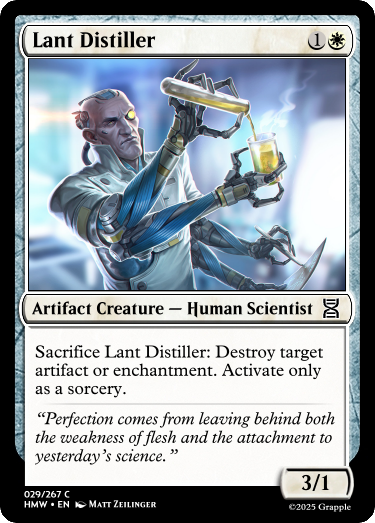 Lant Distiller 1
Artifact Creature — Human Scientist
Sacrifice Lant Distiller: Destroy target
artifact or enchantment. Activate only
as a sorcery.
“Perfection comes from leaving behind both
the weakness of flesh and the attachment to
yesterday’s science.”
3/1
029/267 C
HMW • EN Matt Zeilinger
©2025 Grapple